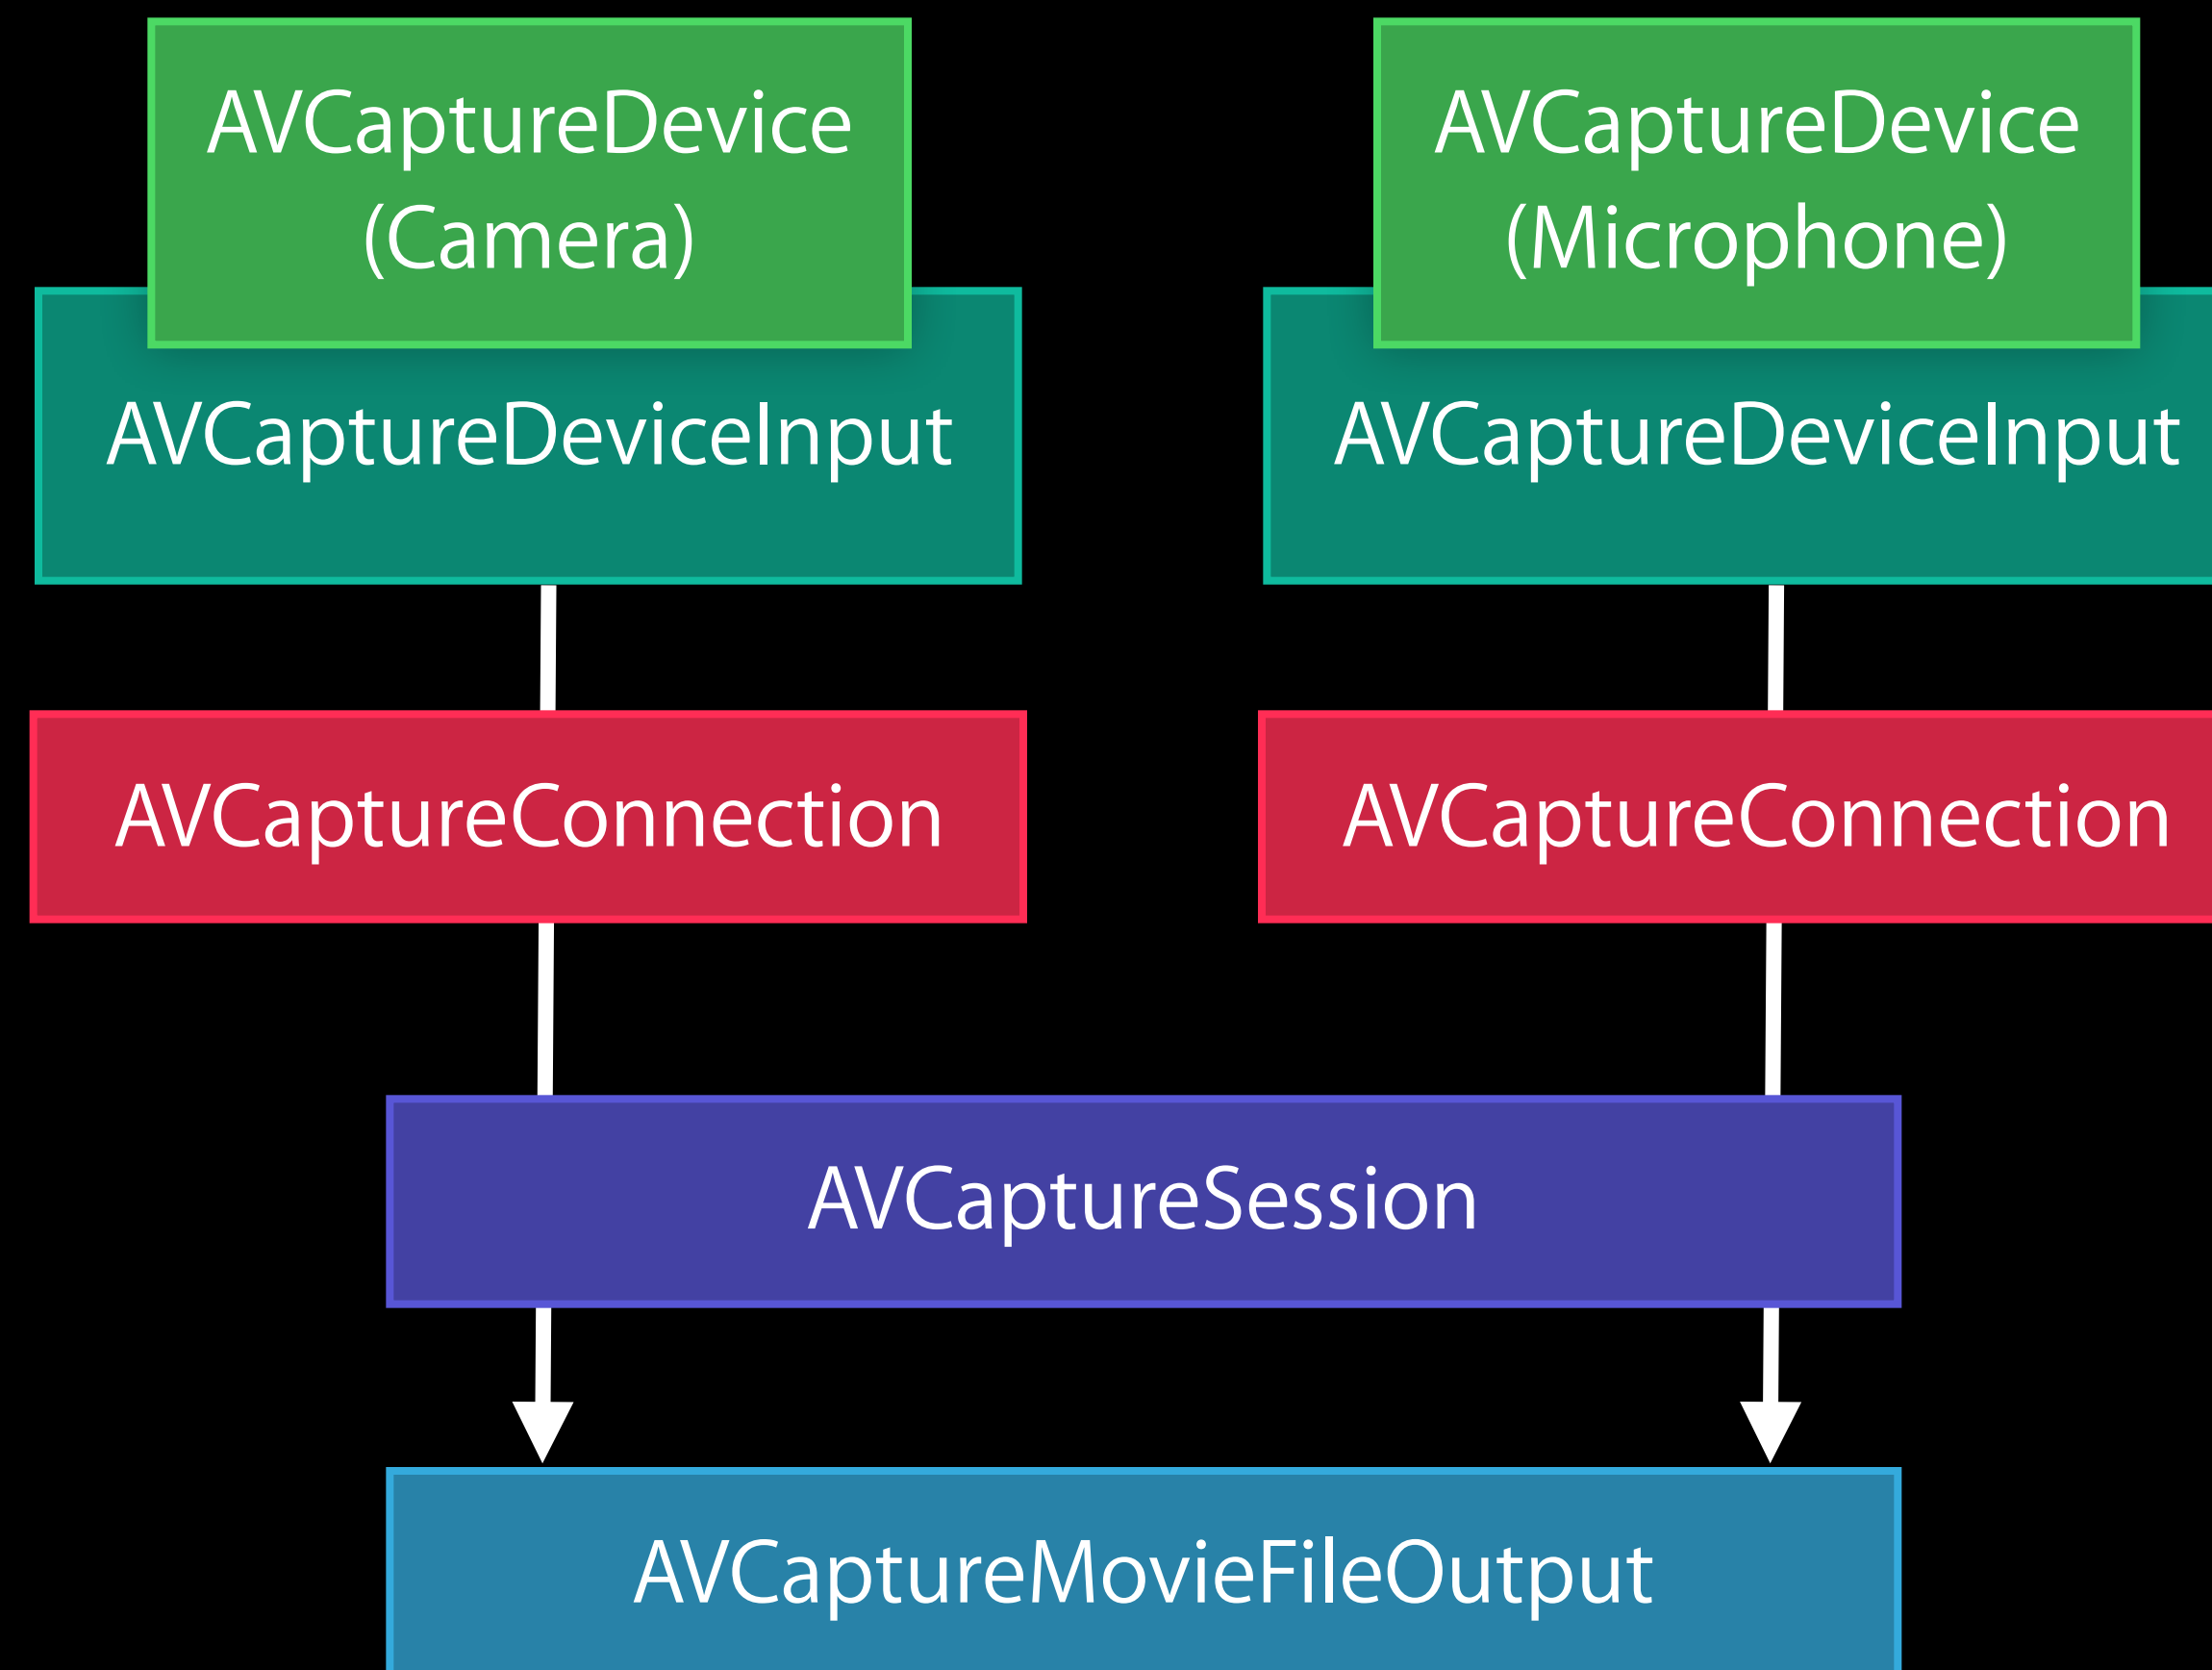 AVCaptureDevice
(Camera)
AVCaptureDevice
(Microphone)
AVCaptureDeviceInput
AVCaptureDeviceInput
AVCaptureConnection
AVCaptureConnection
AVCaptureSession
AVCaptureMovieFileOutput